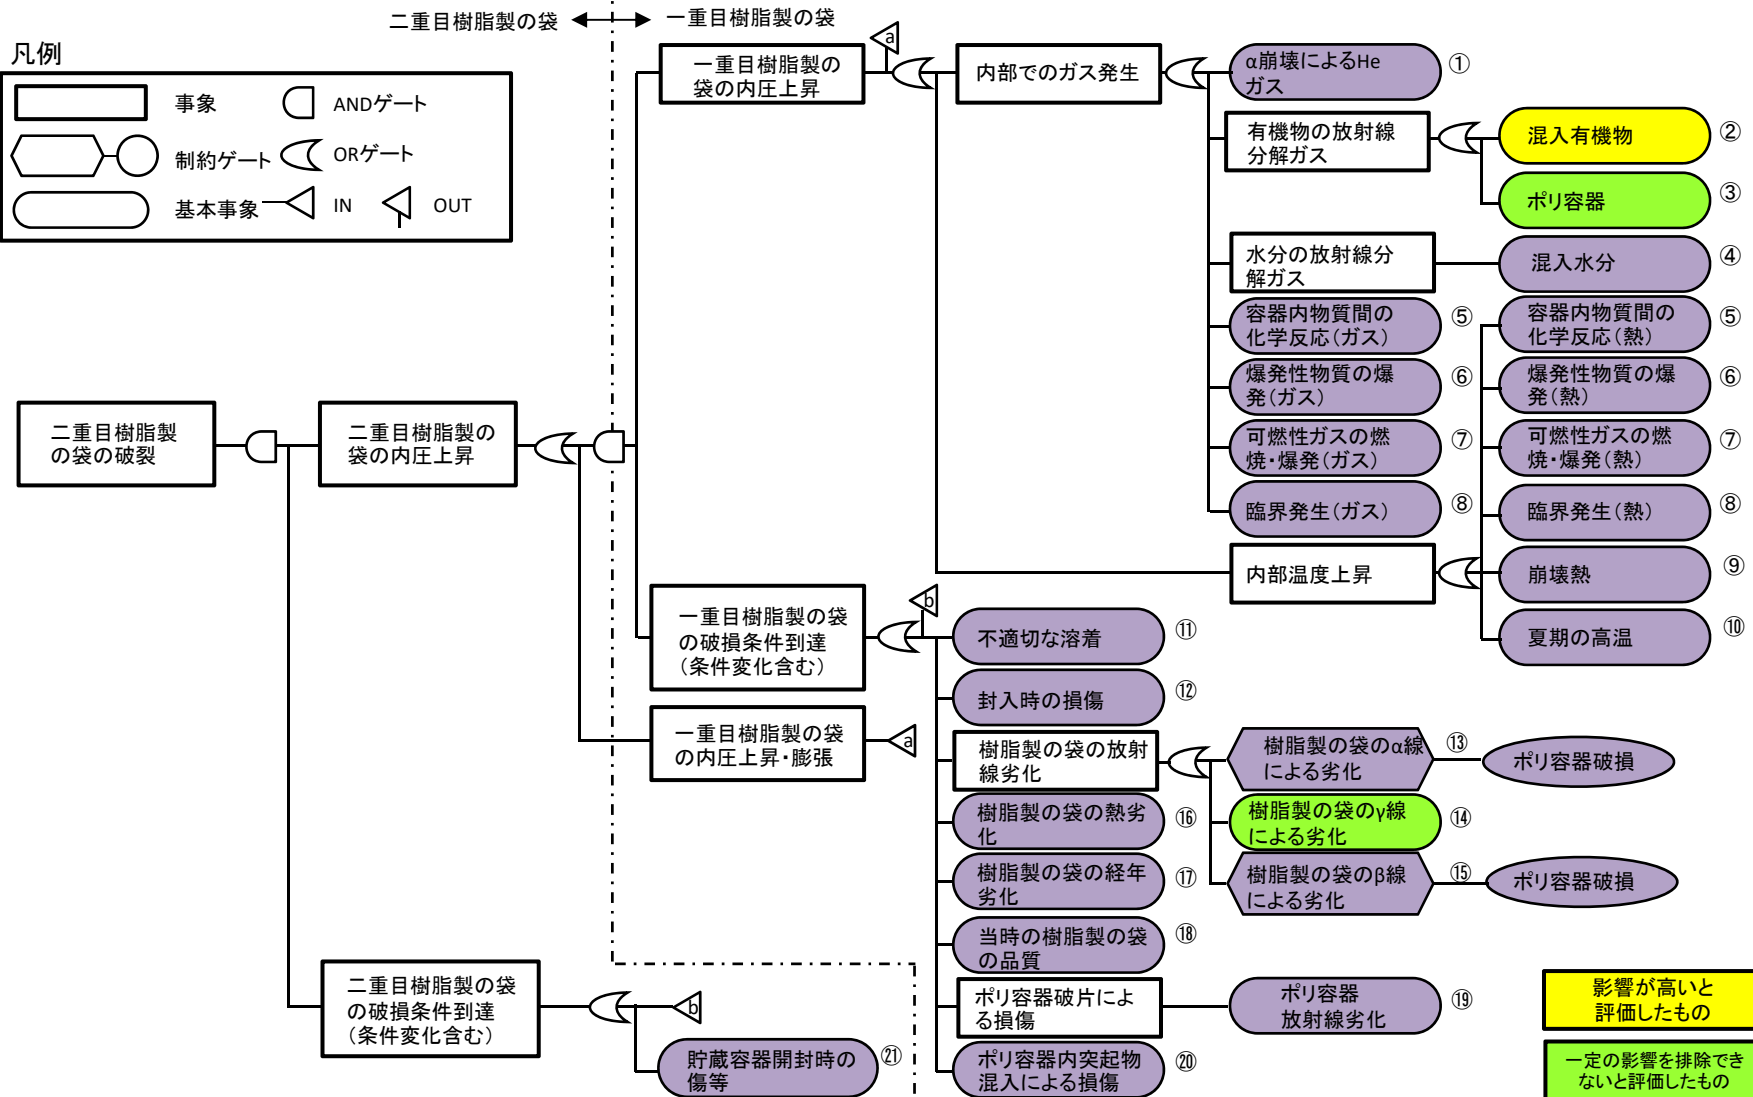 二重目樹脂製の袋
一重目樹脂製の袋
凡例
事象
ANDゲート
制約ゲート
ORゲート
基本事象
IN
OUT
二重目樹脂製
の袋の破裂
二重目樹脂製の
袋の内圧上昇
一重目樹脂製の
袋の内圧上昇
a
内部でのガス発生
α崩壊によるHe
ガス
①
有機物の放射線
分解ガス
混入有機物
②
ポリ容器
③
水分の放射線分
解ガス
混入水分
④
容器内物質間の
化学反応(ガス)
⑤
容器内物質間の
化学反応(熱)
⑤
爆発性物質の爆
発(ガス)
⑥
爆発性物質の爆
発(熱)
⑥
可燃性ガスの燃
焼・爆発(ガス)
⑦
可燃性ガスの燃
焼・爆発(熱)
⑦
臨界発生(ガス)
⑧
臨界発生(熱)
⑧
内部温度上昇
崩壊熱
⑨
夏期の高温
⑩
一重目樹脂製の袋
の破損条件到達
(条件変化含む)
b
不適切な溶着
⑪
封入時の損傷
⑫
一重目樹脂製の袋
の内圧上昇・膨張
a
樹脂製の袋の放射
線劣化
樹脂製の袋のα線
による劣化
⑬
ポリ容器破損
樹脂製の袋のγ線
による劣化
⑭
樹脂製の袋のβ線
による劣化
⑮
ポリ容器破損
樹脂製の袋の熱劣
化
⑯
樹脂製の袋の経年
劣化
⑰
当時の樹脂製の袋
の品質
⑱
ポリ容器破片によ
る損傷
ポリ容器
放射線劣化
⑲
ポリ容器内突起物
混入による損傷
⑳
二重目樹脂製の袋
の破損条件到達
(条件変化含む)
b
貯蔵容器開封時の
傷等
㉑
影響が高いと
評価したもの
一定の影響を排除でき
ないと評価したもの